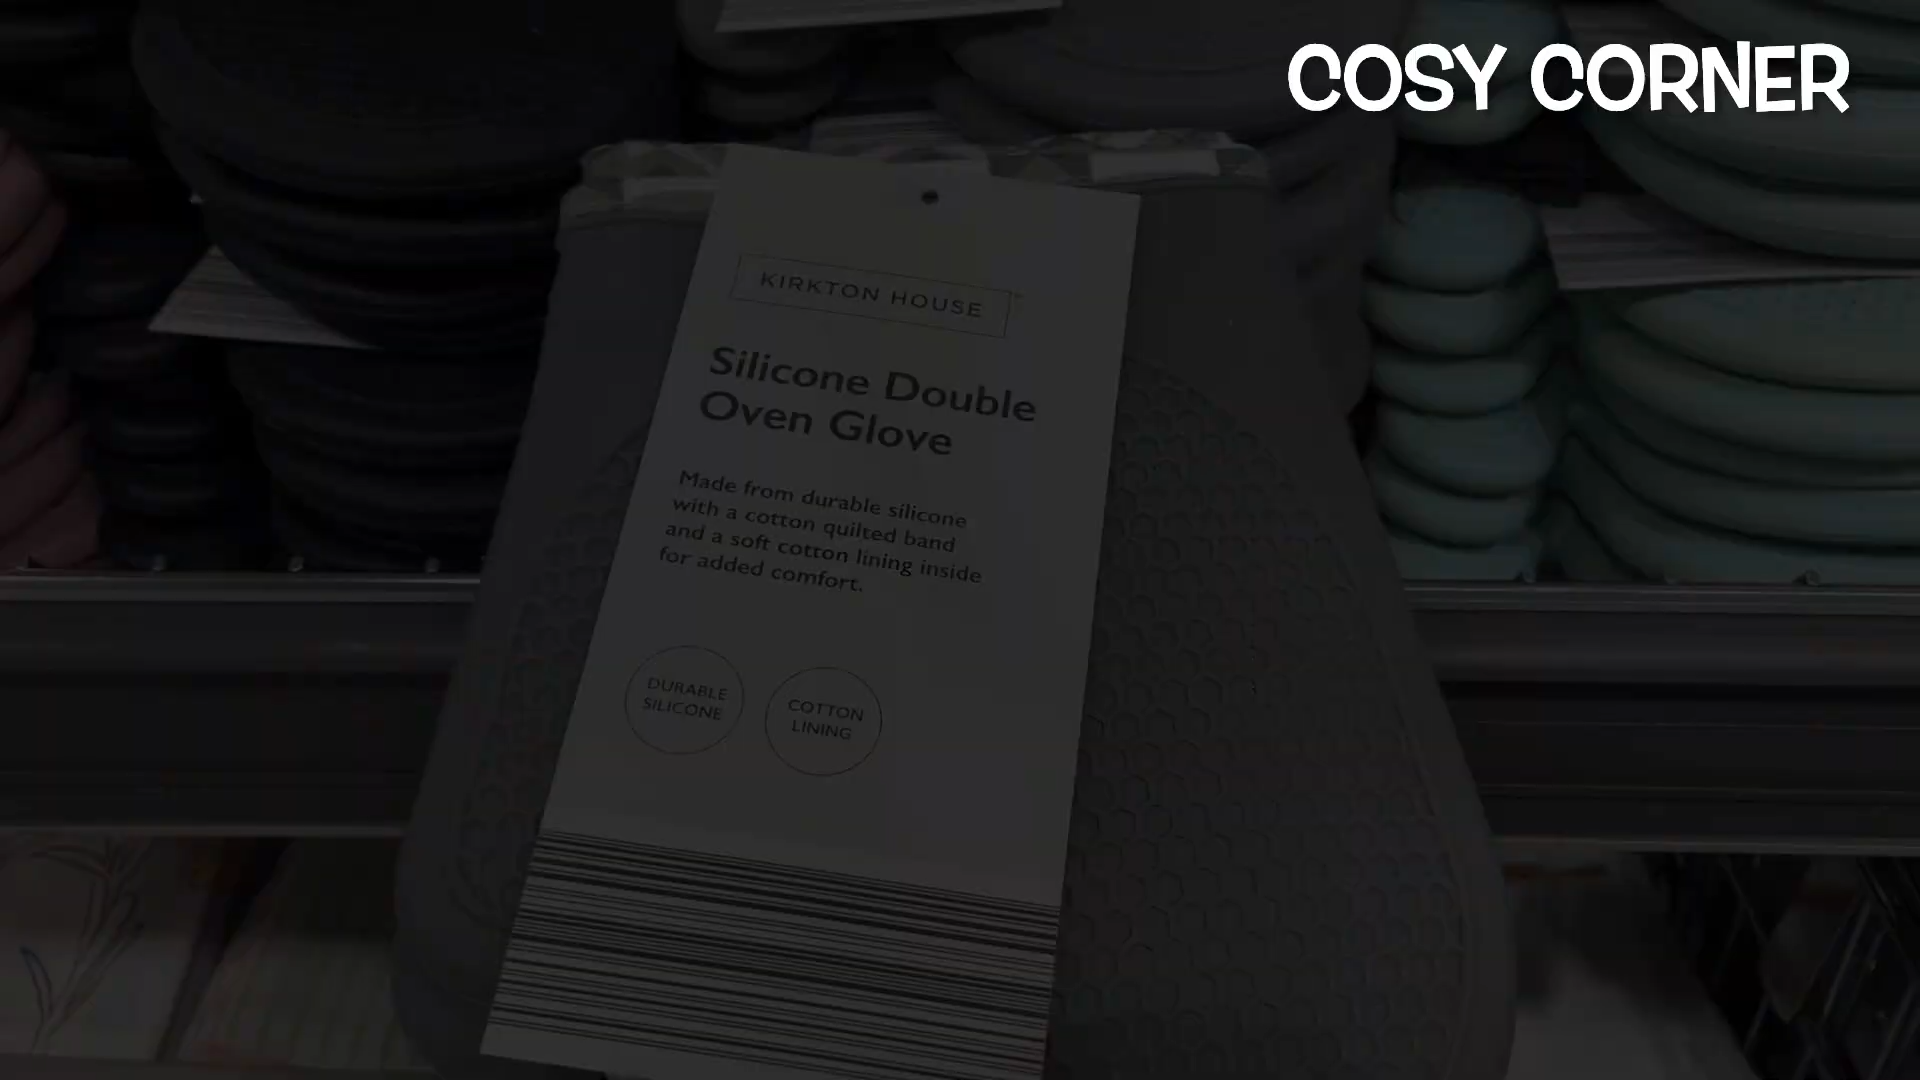 COSY CORNER
KIRKTON HOUSE
Silicone Double
Oven Glove
Made from durable silicone
with a cotton quilted band
and a soft cotton lining inside
for added comfort.
DURABLE
SILICONE
COTTON
LINING